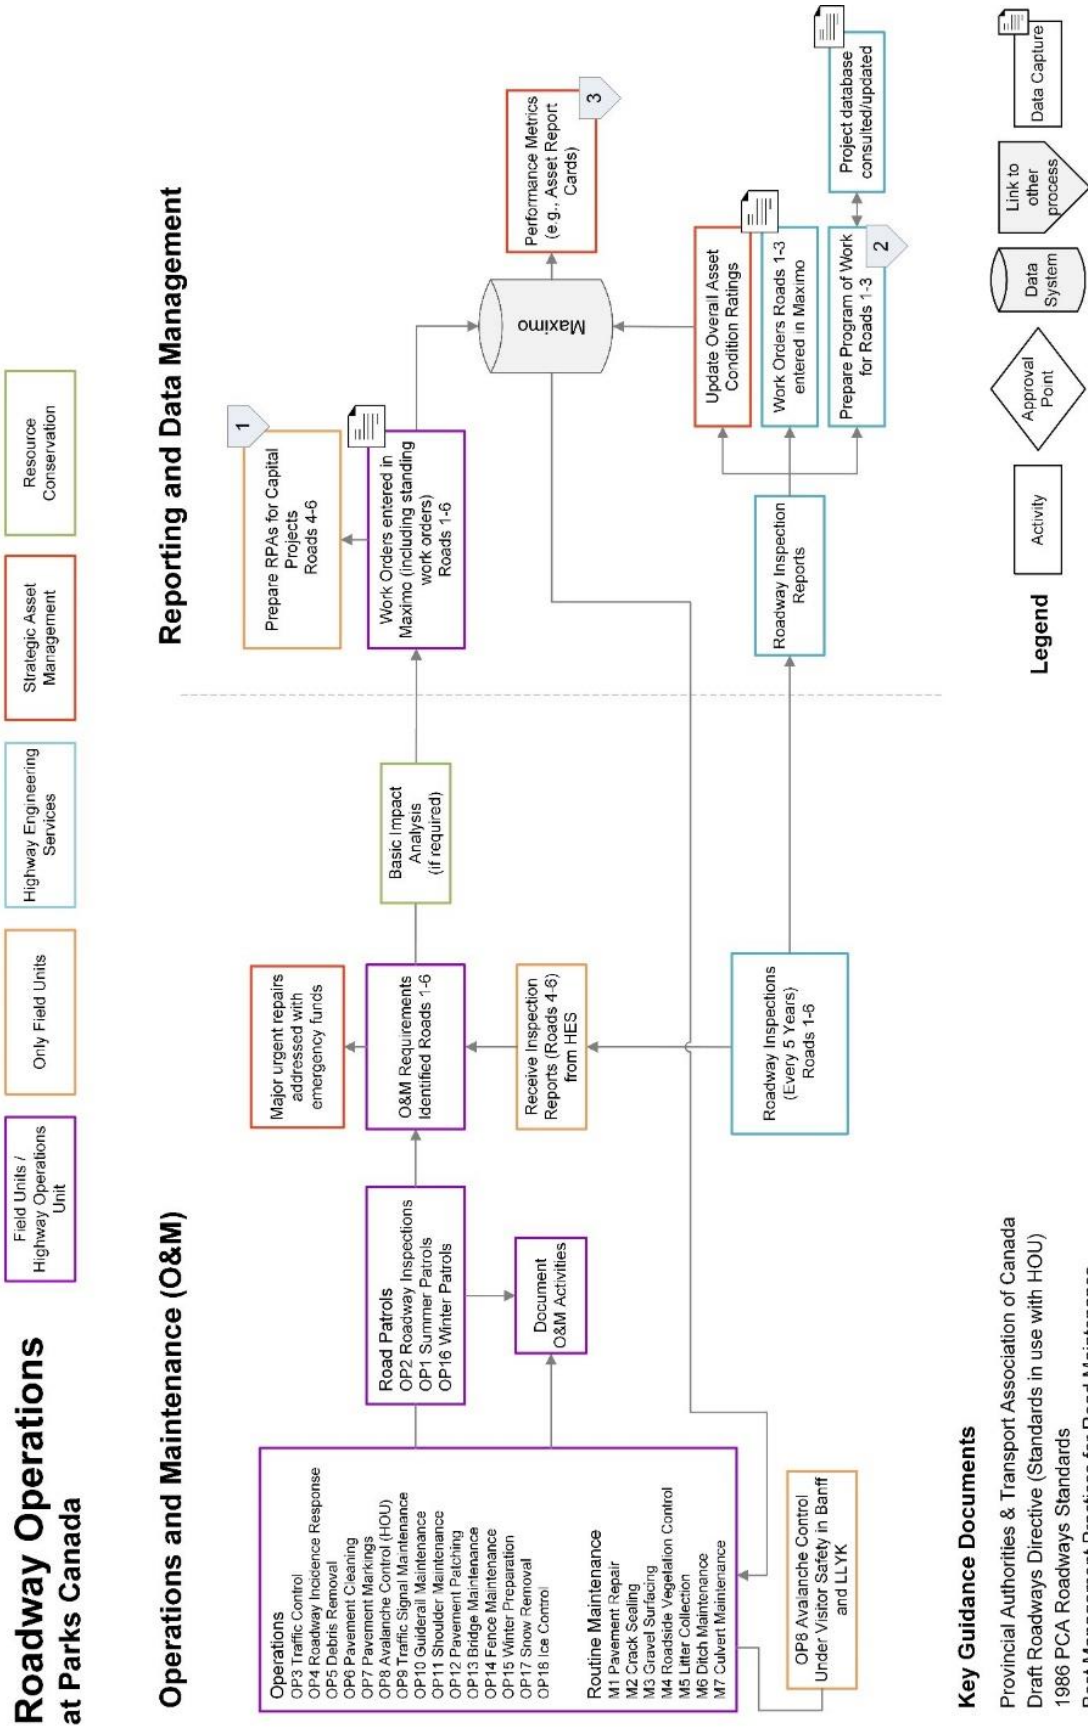 Roadway Operations
at Parks Canada
Field Units /
Highway Operations
Unit
Only Field Units
Highway Engineering
Services
Strategic Asset
Management
Resource
Conservation
Operations and Maintenance (O&M)
Reporting and Data Management
Operations
OP3 Traffic Control
OP4 Roadway Incidence Response
OP5 Debris Removal
OP6 Pavement Cleaning
OP7 Pavement Markings
OP8 Avalanche Control (HOU)
OP9 Traffic Signal Maintenance
OP10 Guiderail Maintenance
OP11 Shoulder Maintenance
OP12 Pavement Patching
OP13 Bridge Maintenance
OP14 Fence Maintenance
OP15 Winter Preparation
OP17 Snow Removal
OP18 Ice Control
Routine Maintenance
M1 Pavement Repair
M2 Crack Sealing
M3 Gravel Surfacing
M4 Roadside Vegetation Control
M5 Litter Collection
M6 Ditch Maintenance
M7 Culvert Maintenance
OP8 Avalanche Control
Under Visitor Safety in Banff
and LLYK
Road Patrols
OP2 Roadway Inspections
OP1 Summer Patrols
OP16 Winter Patrols
Document
O&M Activities
Major urgent repairs
addressed with
emergency funds
O&M Requirements
Identified Roads 1-6
Receive Inspection
Reports (Roads 4-6)
from HES
Roadway Inspections
(Every 5 Years)
Roads 1-6
Basic Impact
Analysis
(if required)
Prepare RPAs for Capital
Projects
Roads 4-6
1
Work Orders entered in
Maximo (including standing
work orders)
Roads 1-6
Maximo
Performance Metrics
(e.g., Asset Report
Cards)
3
Roadway Inspection
Reports
Update Overall Asset
Condition Ratings
Work Orders Roads 1-3
entered in Maximo
Prepare Program of Work
for Roads 1-3
2
Project database
consulted/updated
Key Guidance Documents
Provincial Authorities & Transport Association of Canada
Draft Roadways Directive (Standards in use with HOU)
1986 PCA Roadways Standards
Best Management Practice for Road Maintenance
Legend
Activity
Approval
Point
Data
System
Link to
other
process
Data Capture